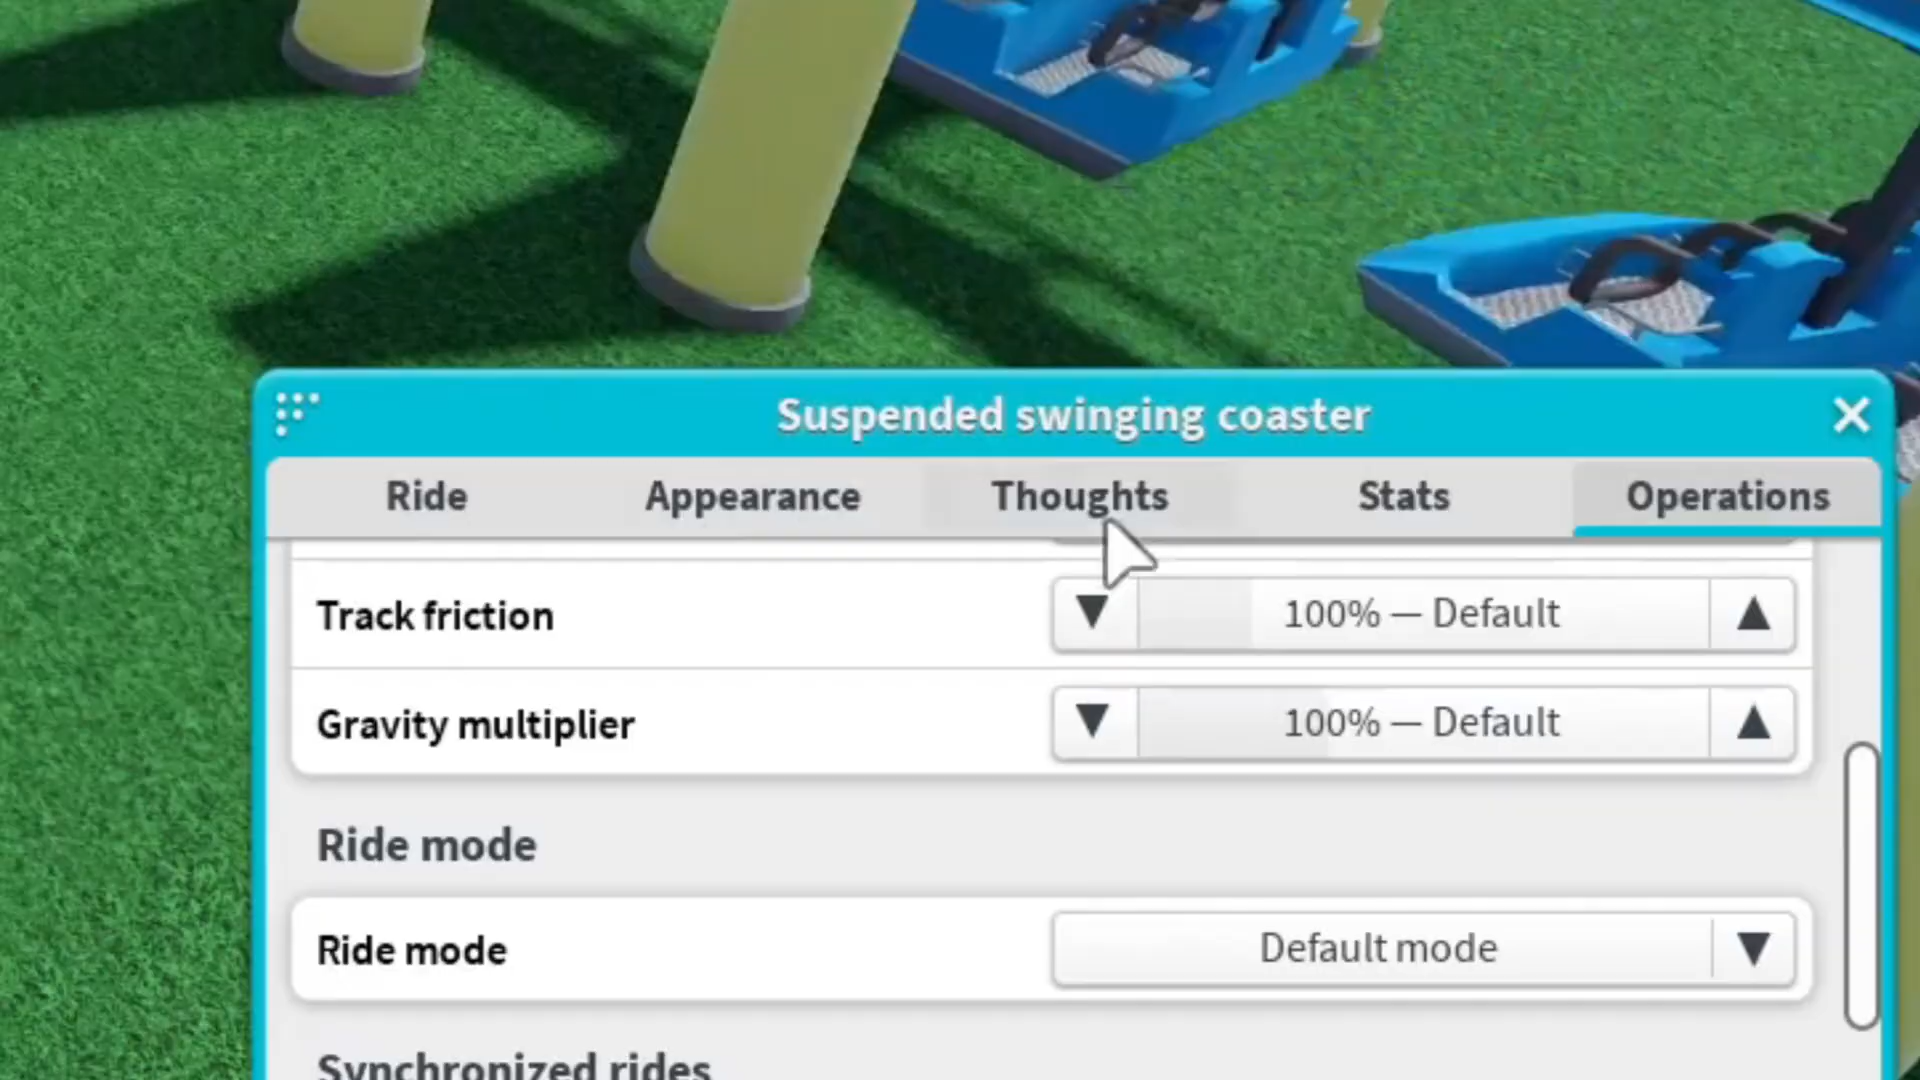 Suspended swinging coaster
Ride Appearance Thoughts Stats Operations
Track friction 100% — Default
Gravity multiplier 100% — Default
Ride mode
Ride mode Default mode
Synchronized rides